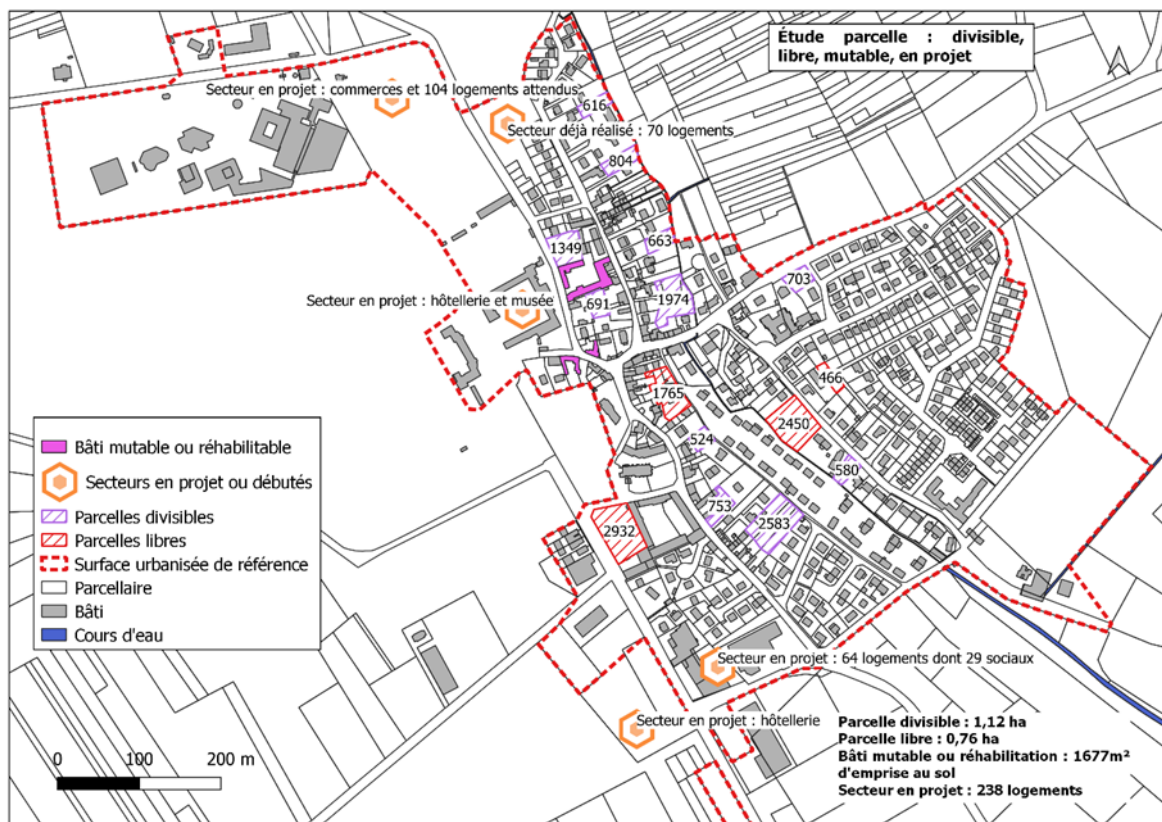 Étude parcelle : divisible,
libre, mutable, en projet
Secteur en projet : commerces et 104 logements attendus
616
Secteur déjà réalisé : 70 logements
804
1349
663
703
Secteur en projet : hôtellerie et musée
691
1974
466
1765
2450
524
580
753
2583
2932
Bâti mutable ou réhabilitable
Secteurs en projet ou débutés
Parcelles divisibles
Parcelles libres
Surface urbanisée de référence
Parcellaire
Bâti
Cours d'eau
Secteur en projet : 64 logements dont 29 sociaux
Secteur en projet : hôtellerie
Parcelle divisible : 1,12 ha
Parcelle libre : 0,76 ha
Bâti mutable ou réhabilitation : 1677m²
d'emprise au sol
Secteur en projet : 238 logements
0 100 200 m